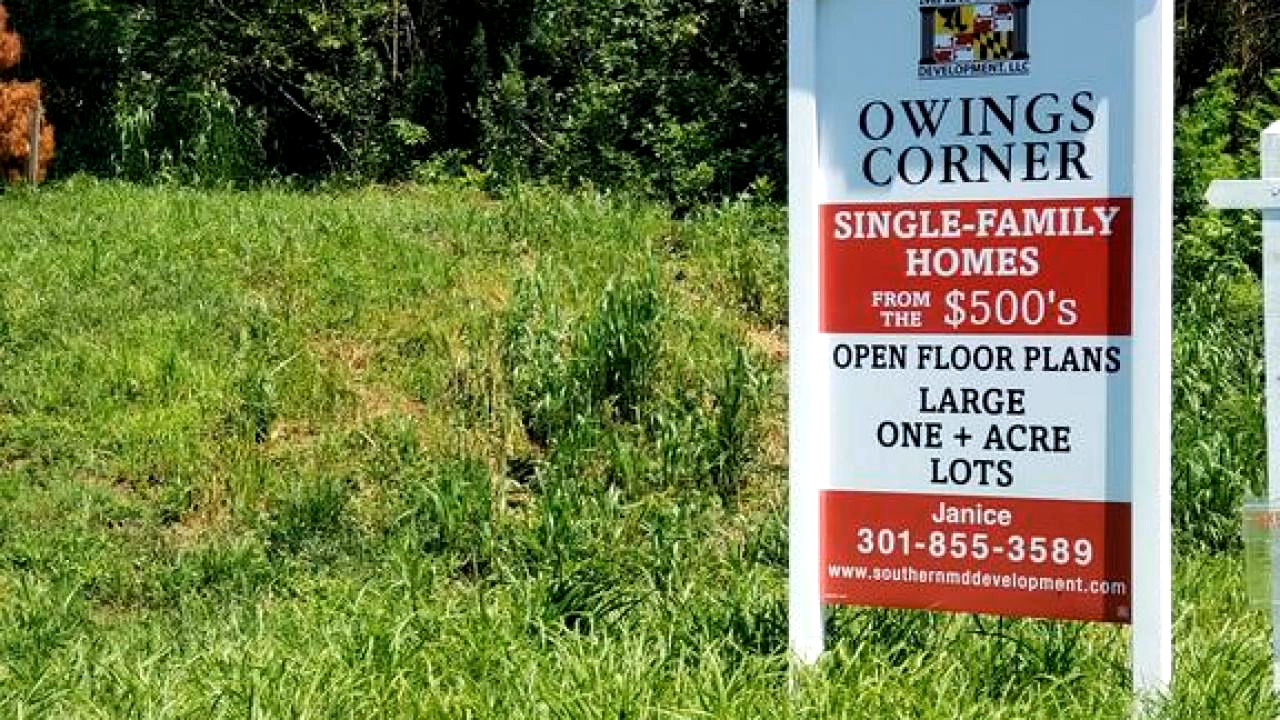 DEVELOPMENT, LLC
OWINGS
CORNER
SINGLE-FAMILY
HOMES
FROM
THE $500's
OPEN FLOOR PLANS
LARGE
ONE + ACRE
LOTS
Janice
301-855-3589
www.southernmddevelopment.com